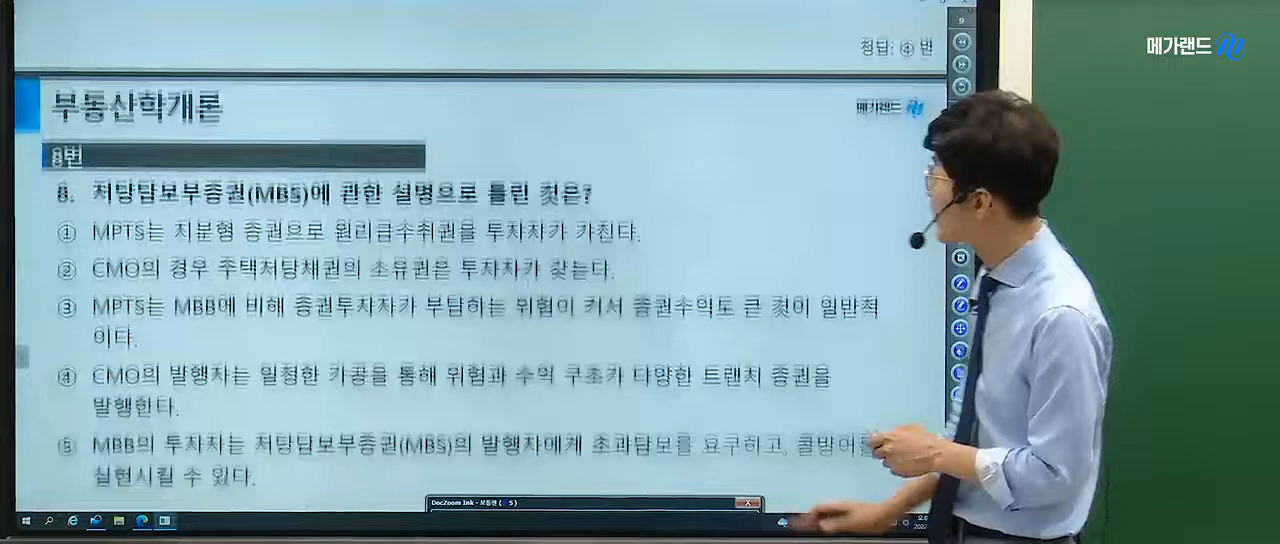 9
정답: ④ 번
메가랜드
부동산학개론
메가랜드
8번
8. 저당담보부증권(MBS)에 관한 설명으로 틀린 것은?
① MPTS는 지분형 증권으로 원리금수취권을 투자자가 가진다.
② CMO의 경우 주택저당채권의 소유권은 투자자가 갖는다.
③ MPTS는 MBB에 비해 증권투자자가 부담하는 위험이 커서 증권수익도 큰 것이 일반적
이다.
④ CMO의 발행자는 일정한 가공을 통해 위험과 수익 구조가 다양한 트랜치 증권을
발행한다.
⑤ MBB의 투자자는 저당담보부증권(MBS)의 발행자에게 초과담보를 요구하고, 콜방어를
실현시킬 수 있다.
DocZoom Ink - 보통펜 ( 5 )